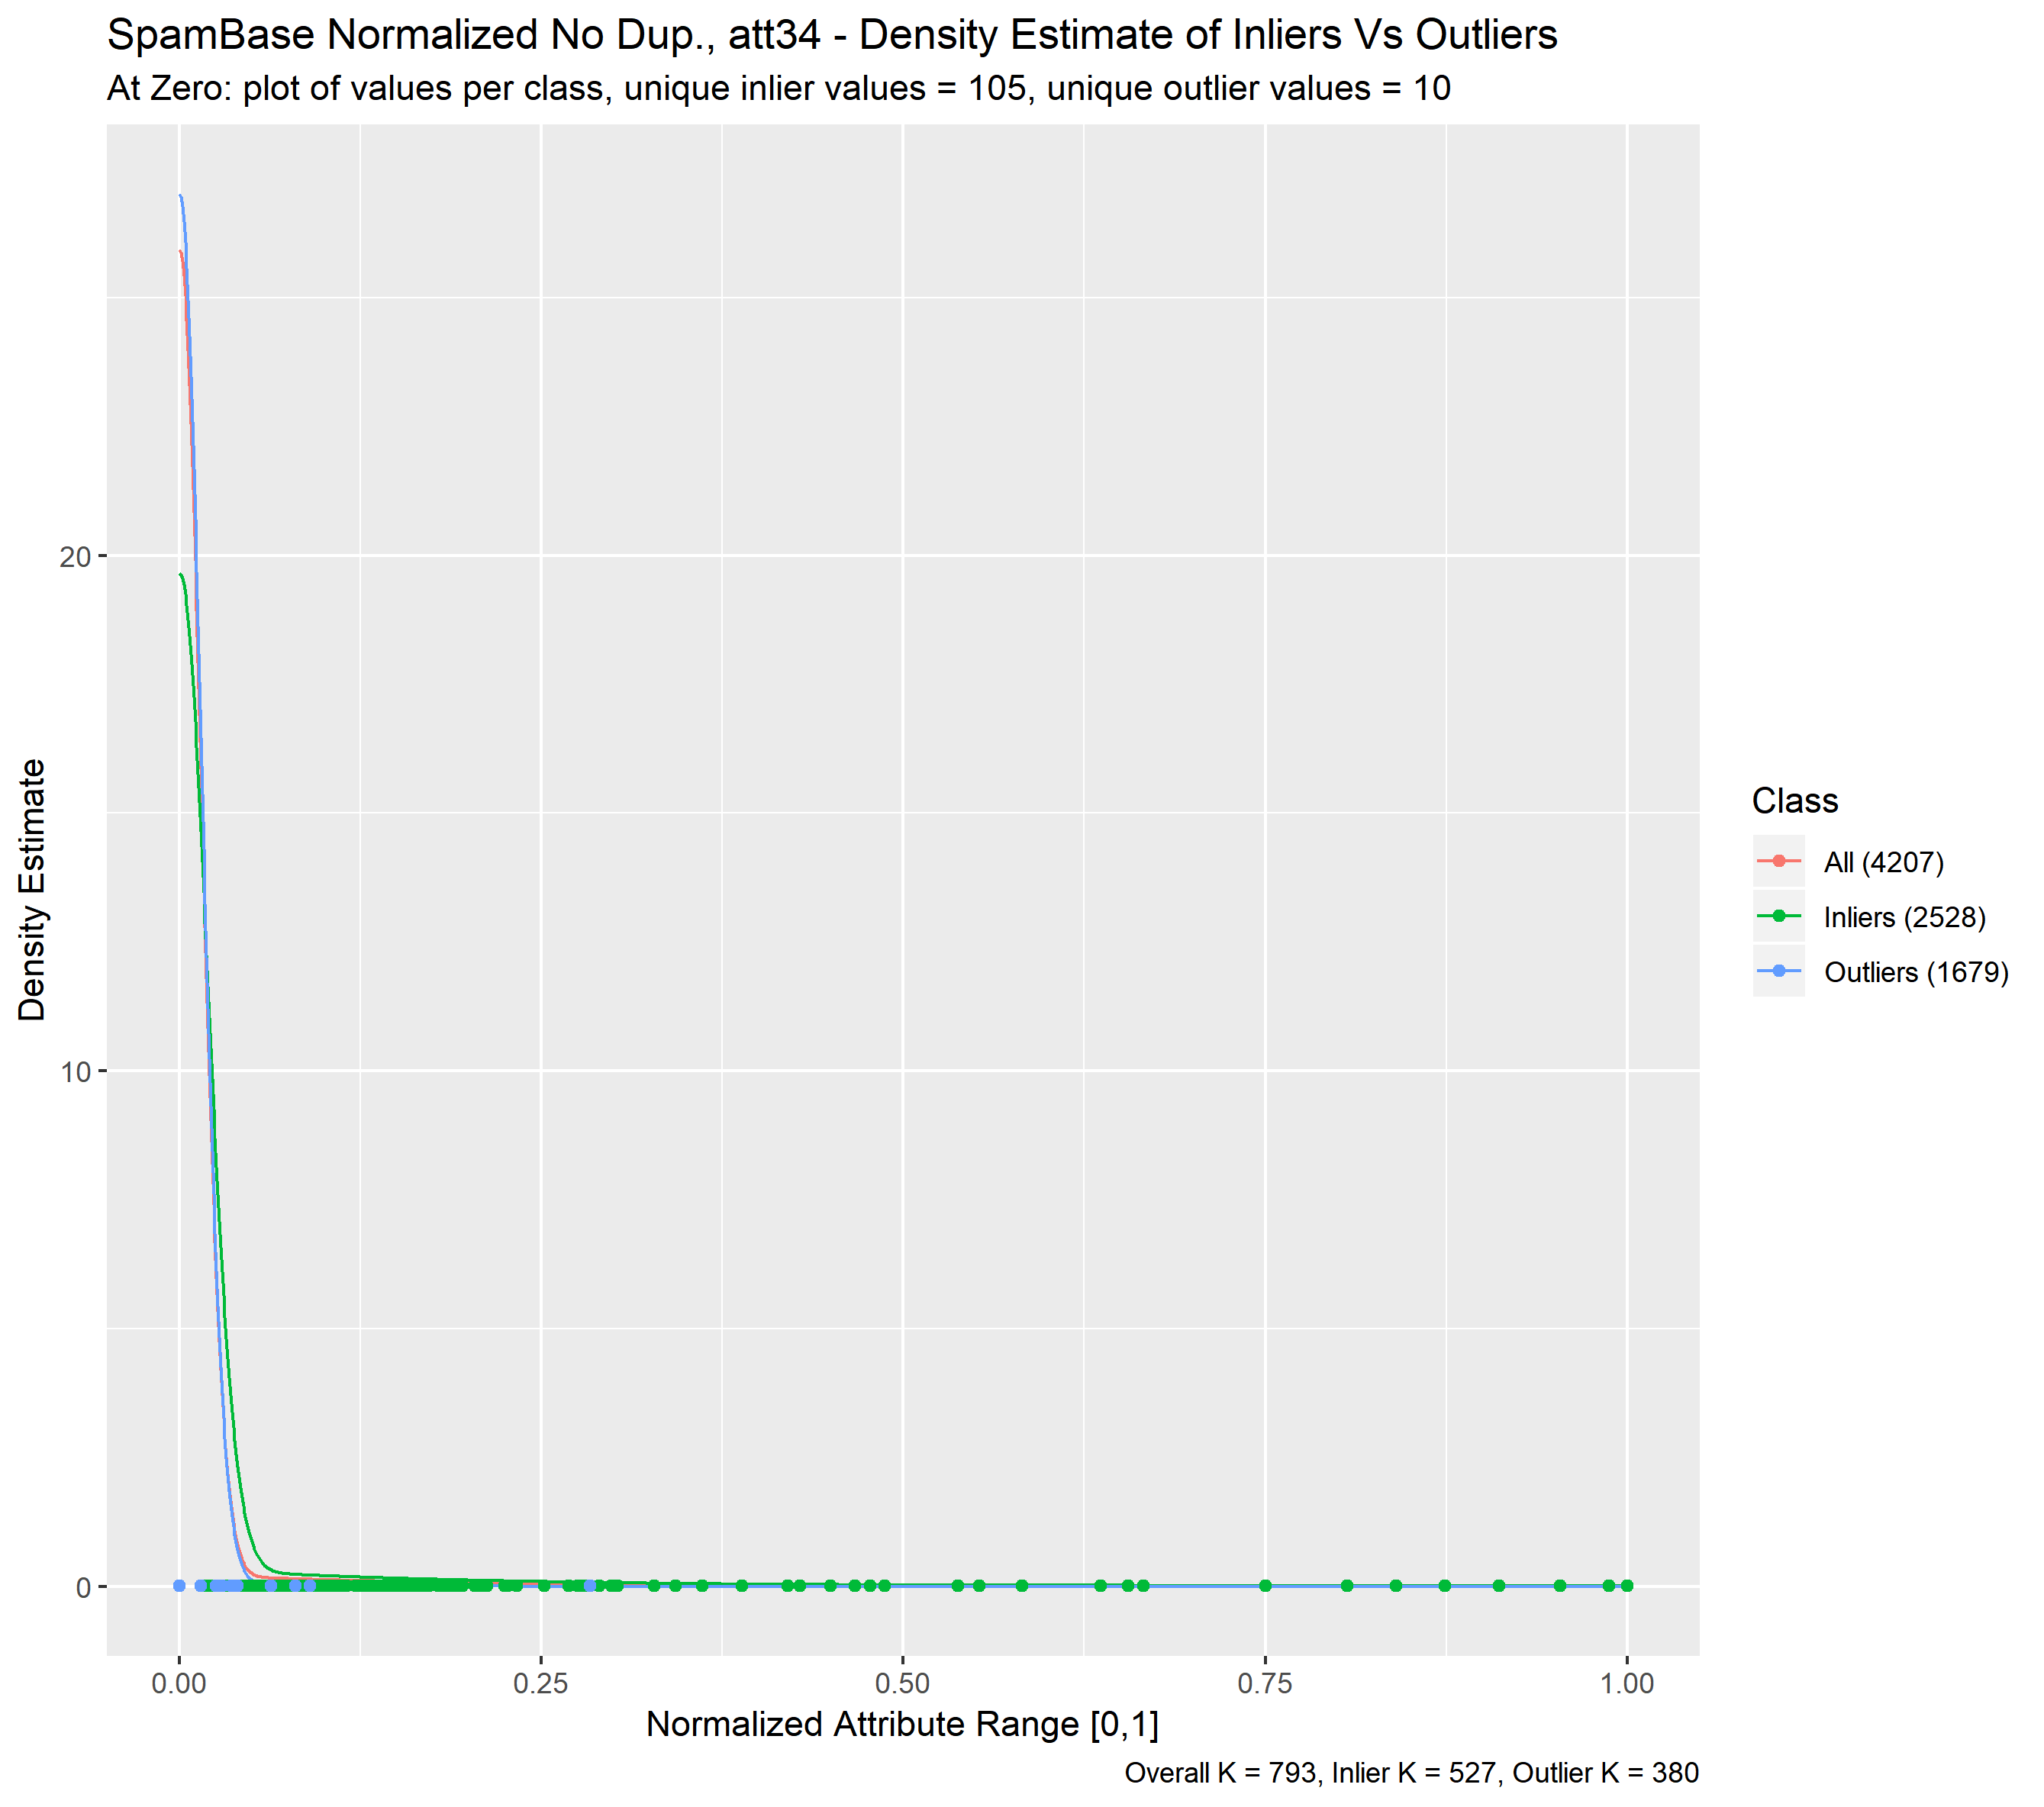 SpamBase Normalized No Dup., att34 - Density Estimate of Inliers Vs Outliers
At Zero: plot of values per class, unique inlier values = 105, unique outlier values = 10
Density Estimate
20
10
0
0.00 0.25 0.50 0.75 1.00
Normalized Attribute Range [0,1]
Overall K = 793, Inlier K = 527, Outlier K = 380
Class
All (4207)
Inliers (2528)
Outliers (1679)